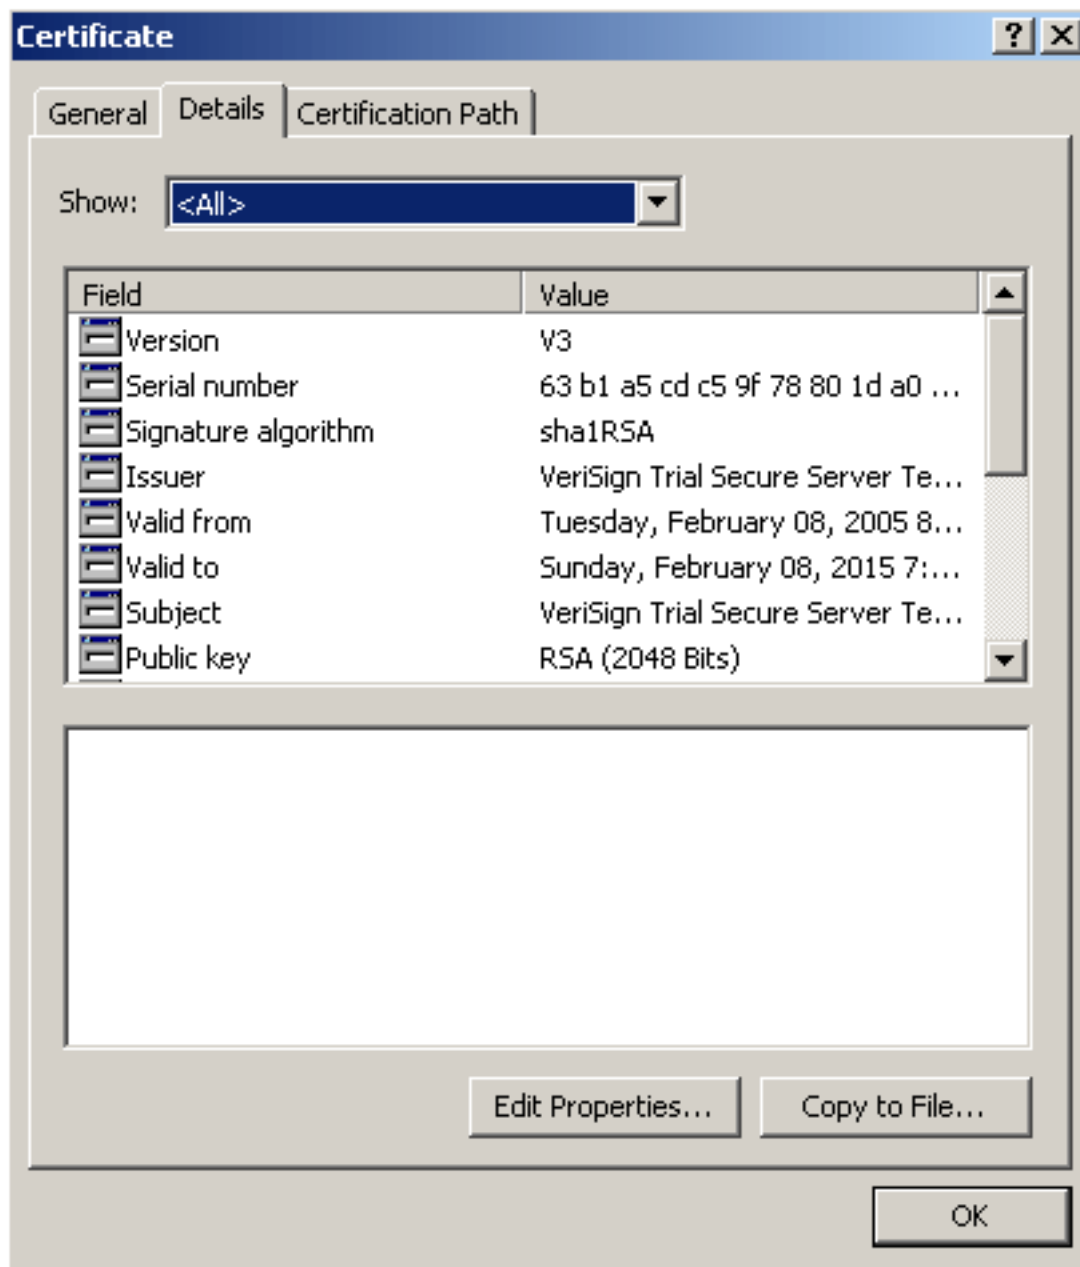 Certificate
General Details Certification Path
Show: <All>
Field Value
Version V3
Serial number 63 b1 a5 cd c5 9f 78 80 1d a0 ...
Signature algorithm sha1RSA
Issuer VeriSign Trial Secure Server Te...
Valid from Tuesday, February 08, 2005 8...
Valid to Sunday, February 08, 2015 7:...
Subject VeriSign Trial Secure Server Te...
Public key RSA (2048 Bits)
Edit Properties... Copy to File...
OK